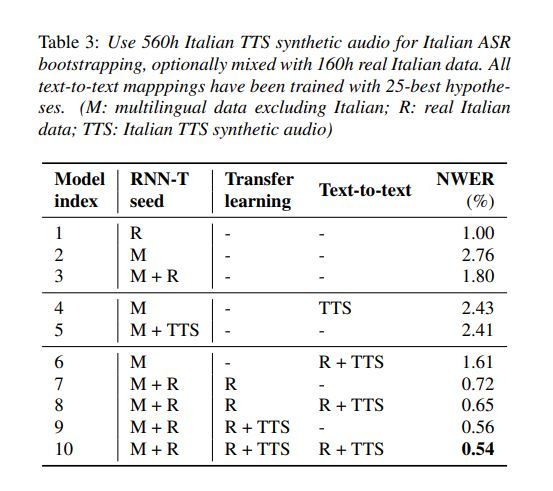 Table 3: Use 560h Italian TTS synthetic audio for Italian ASR
bootstrapping, optionally mixed with 160h real Italian data. All
text-to-text mapppings have been trained with 25-best hypothe-
ses. (M: multilingual data excluding Italian; R: real Italian
data; TTS: Italian TTS synthetic audio)
Model index | RNN-T seed | Transfer learning | Text-to-text | NWER (%)
1 R - - 1.00
2 M - - 2.76
3 M + R - - 1.80
4 M - TTS 2.43
5 M + TTS - - 2.41
6 M - R + TTS 1.61
7 M + R R - 0.72
8 M + R R R + TTS 0.65
9 M + R R + TTS - 0.56
10 M + R R + TTS R + TTS 0.54